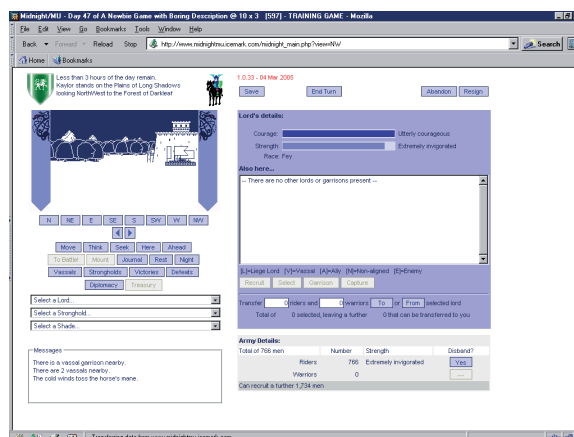 Midnight/MU - Day 47 of A Newbie Game with Boring Description @ 10 x 3 [597] - TRAINING GAME - Mozilla
File Edit View Go Bookmarks Tools Window Help
Back Forward Reload Stop http://www.midnightmu.icemark.com/midnight_main.php?view=NW Search
Home Bookmarks
Less than 3 hours of the day remain.
Kaylor stands on the Plains of Long Shadows
looking NorthWest to the Forest of Darkleaf
N NE E SE S SW W NW
Move Think Seek Here Ahead
To Battle! Mount Journal Rest Night
Vassals Strongholds Victories Defeats
Diplomacy Treasury
Select a Lord...
Select a Stronghold...
Select a Shade...
Messages
There is a vassal garrison nearby.
There are 2 vassals nearby.
The cold winds toss the horse's mane.
1.0.33 - 04 Mar 2005
Save End Turn Abandon Resign
Lord's details:
Courage: Utterly courageous
Strength: Extremely invigorated
Race: Fey
Also here...
-- There are no other lords or garrisons present --
[L]=Liege Lord [V]=Vassal [A]=Ally [N]=Non-aligned [E]=Enemy
Recruit Select Garrison Capture
Transfer 0 riders and 0 warriors To or From selected lord
Total of 0 selected, leaving a further 0 that can be transferred to you
Army Details:
Total of 766 men Number Strength Disband?
Riders 766 Extremely invigorated Yes
Warriors 0 ---
Can recruit a further 1,734 men
Transferring data from www.midnightmu.icemark.com